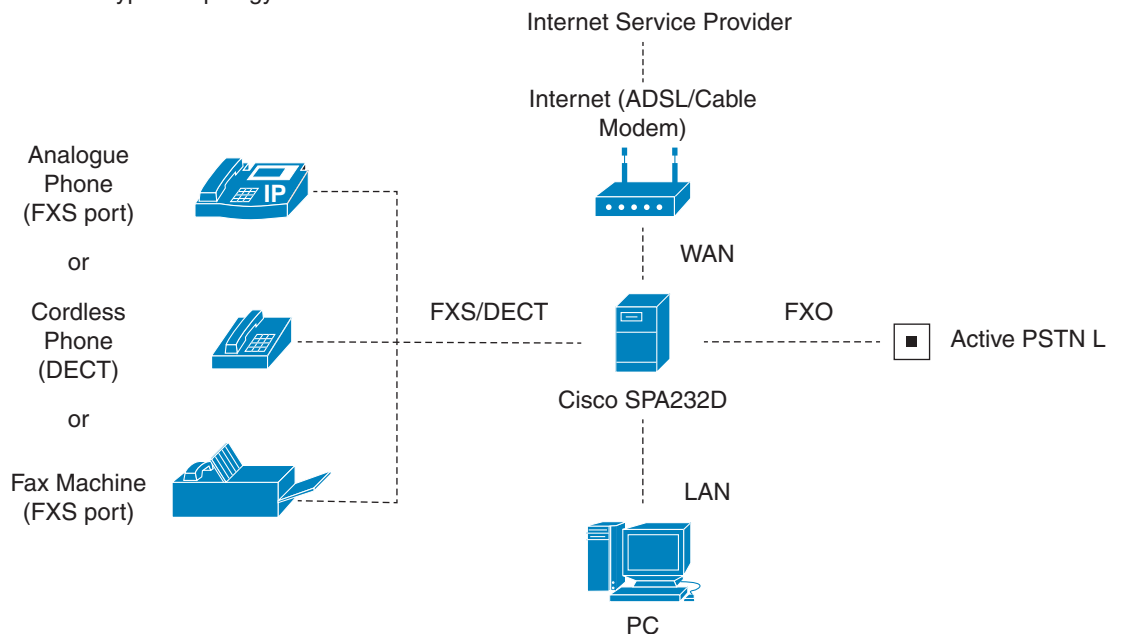 Internet Service Provider
Internet (ADSL/Cable
Modem)
Analogue
Phone
(FXS port)
IP
or
WAN
Cordless
Phone
(DECT)
FXS/DECT
FXO
Active PSTN L
Cisco SPA232D
or
Fax Machine
(FXS port)
LAN
PC